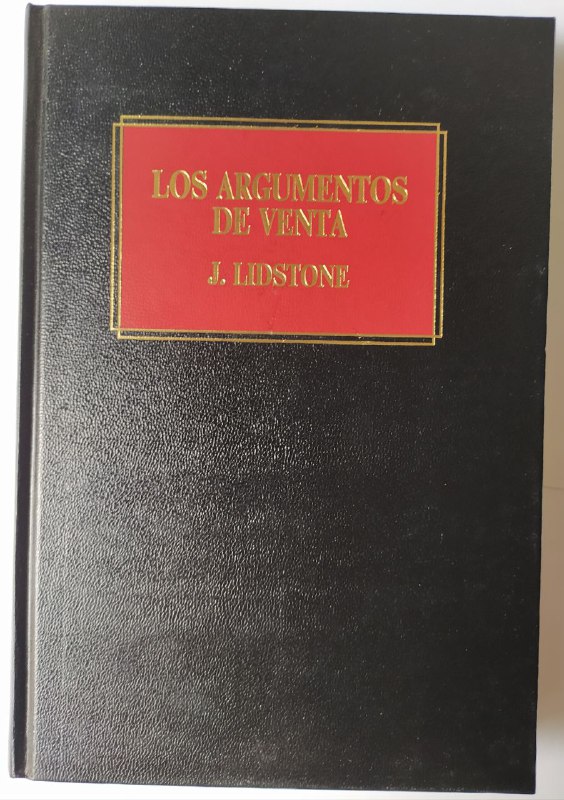 LOS ARGUMENTOS
DE VENTA
J. LIDSTONE